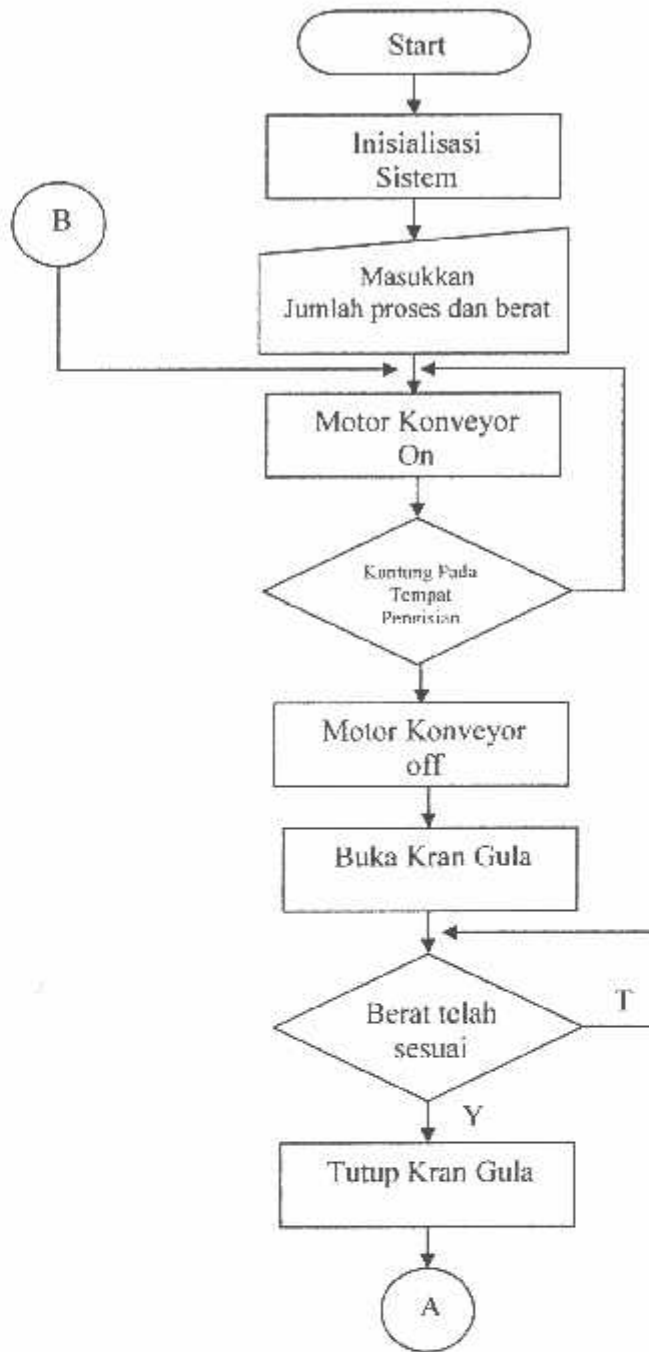 Start
Inisialisasi
Sistem
B
Masukkan
Jumlah proses dan berat
Motor Konveyor
On
Kantung Pada
Tempat
Pengisian
Motor Konveyor
off
Buka Kran Gula
Berat telah
sesuai
T
Y
Tutup Kran Gula
A